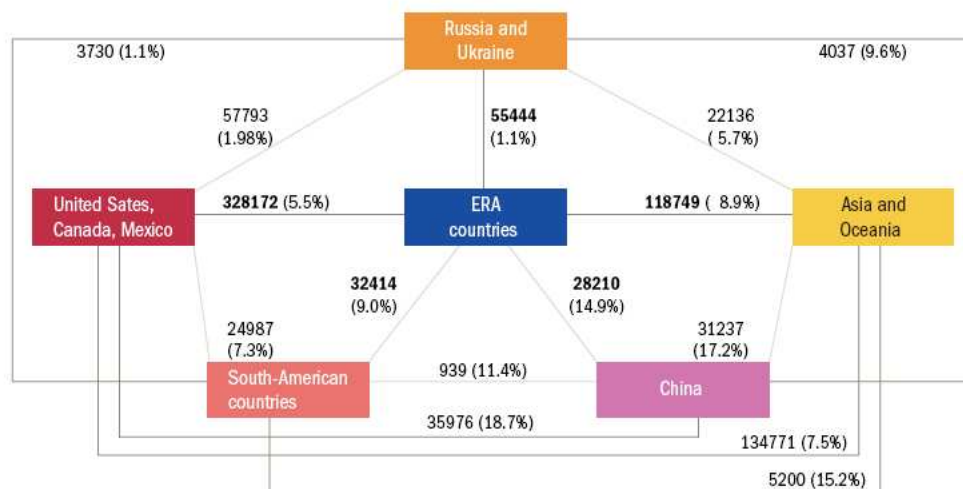 Russia and
Ukraine
3730 (1.1%)
4037 (9.6%)
57793
(1.98%)
55444
(1.1%)
22136
( 5.7%)
United Sates,
Canada, Mexico
328172 (5.5%)
ERA
countries
118749 ( 8.9%)
Asia and
Oceania
32414
(9.0%)
28210
(14.9%)
24987
(7.3%)
31237
(17.2%)
South-American
countries
939 (11.4%)
China
35976 (18.7%)
134771 (7.5%)
5200 (15.2%)